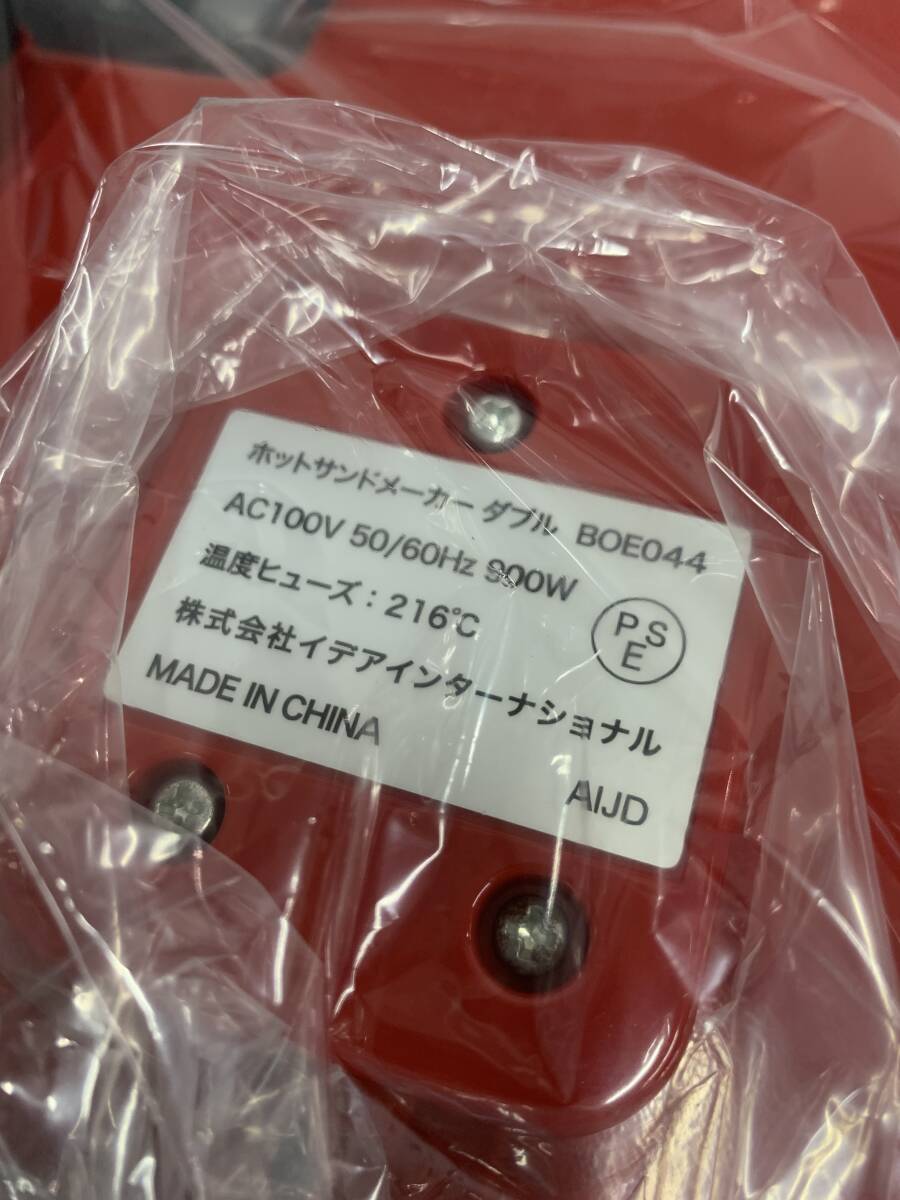 ホットサンドメーカー ダブル BOE044
AC100V 50/60Hz 900W
温度ヒューズ：216℃
PSE
株式会社イデアインターナショナル
MADE IN CHINA
AIJD